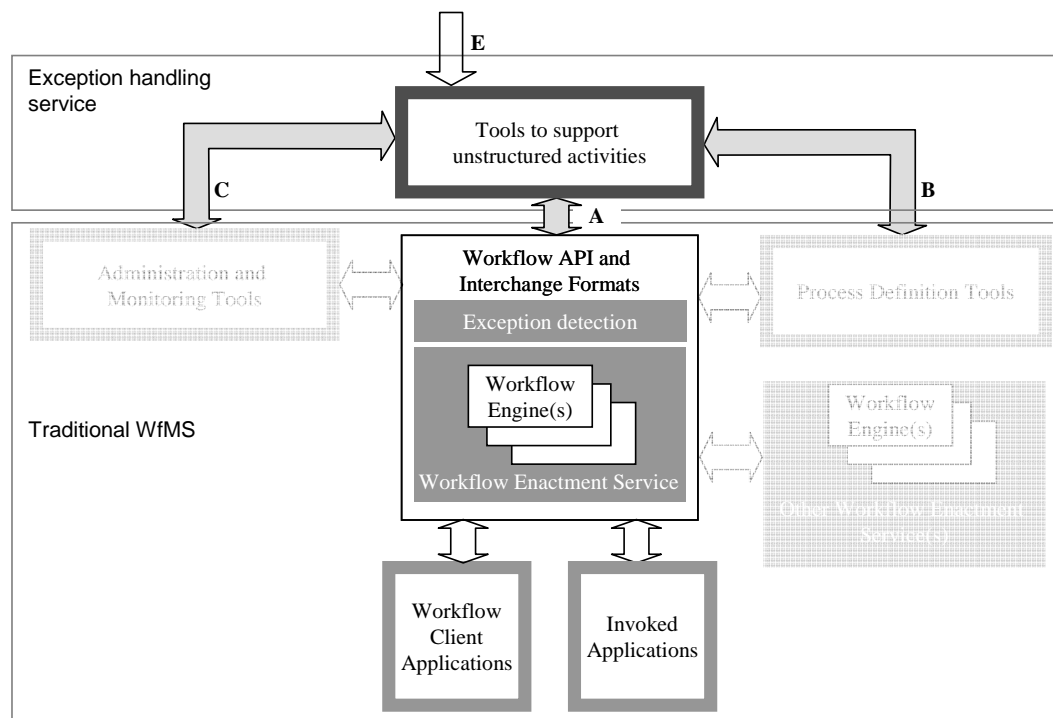 E
Exception handling
service
Tools to support
unstructured activities
C
B
A
Administration and
Monitoring Tools
Workflow API and
Interchange Formats
Process Definition Tools
Exception detection
Workflow
Engine(s)
Workflow Enactment Service
Workflow
Engine(s)
Other Workflow Enactment
Service(s)
Traditional WfMS
Workflow
Client
Applications
Invoked
Applications